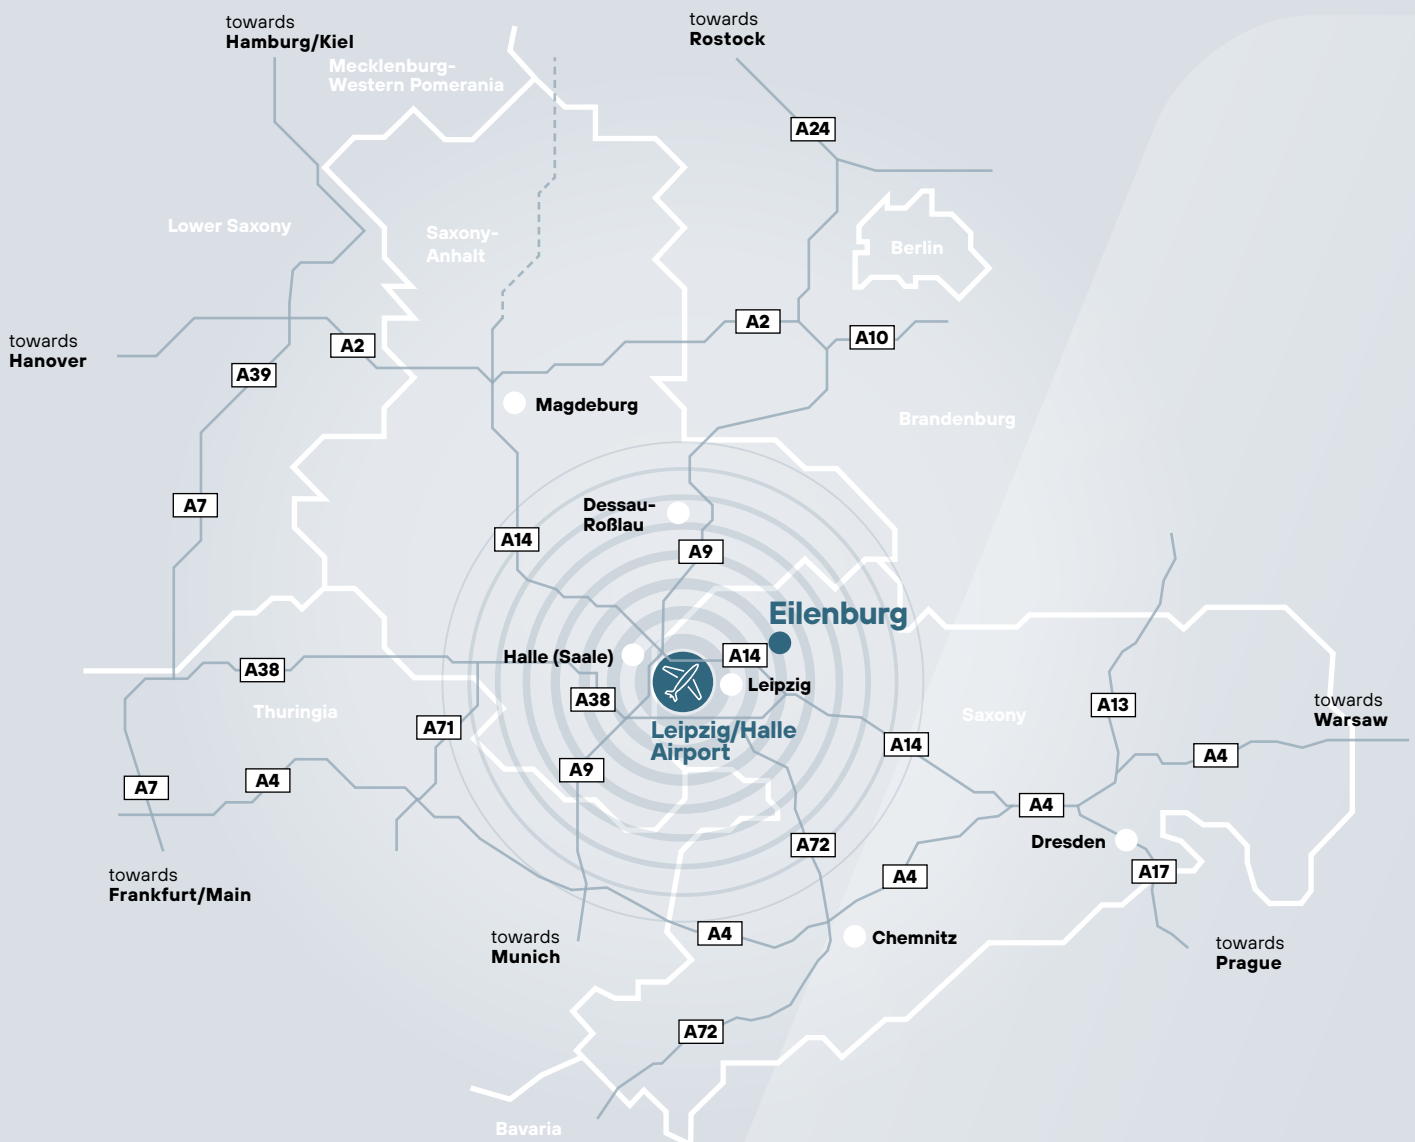 towards
Hamburg/Kiel
towards
Rostock
Mecklenburg-
Western Pomerania
A24
Lower Saxony
Saxony-
Anhalt
Berlin
towards
Hanover
A2
A2
A10
A39
Magdeburg
Brandenburg
A7
Dessau-
Roßlau
A14
A9
Eilenburg
Halle (Saale)
A14
A38
Leipzig
A38
Thuringia
A71
Leipzig/Halle
Airport
Saxony
A13
towards
Warsaw
A14
A4
A9
A7
A4
A4
Dresden
A72
A17
A4
towards
Frankfurt/Main
A4
Chemnitz
towards
Munich
towards
Prague
A72
Bavaria